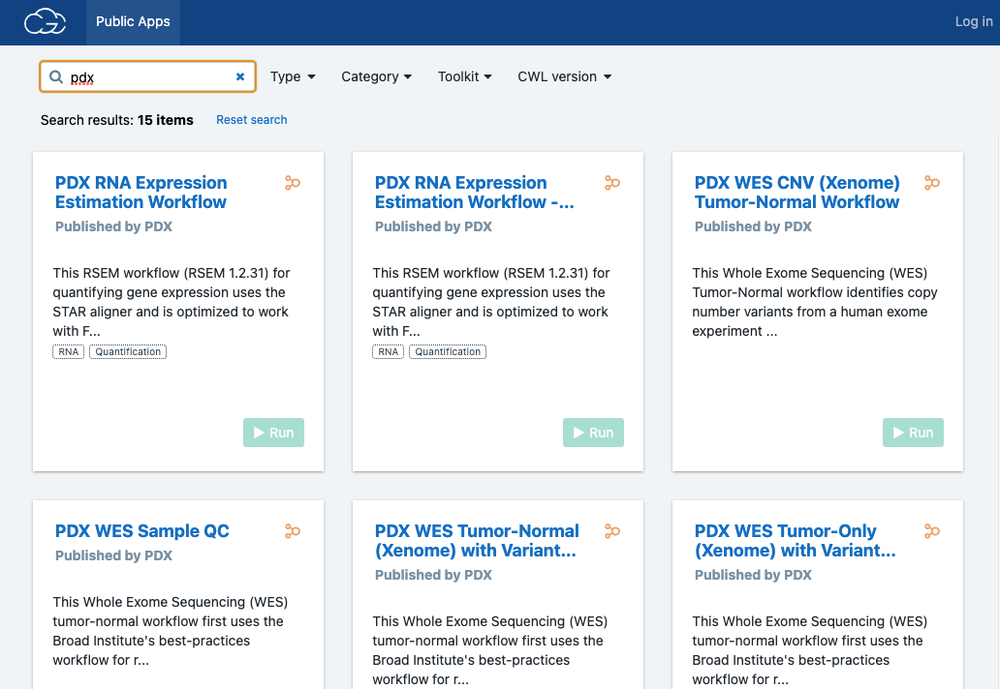 Public Apps
Log in
pdx
Type
Category
Toolkit
CWL version
Search results: 15 items
Reset search
PDX RNA Expression
Estimation Workflow
Published by PDX
This RSEM workflow (RSEM 1.2.31) for
quantifying gene expression uses the
STAR aligner and is optimized to work
with F...
RNA
Quantification
Run
PDX RNA Expression
Estimation Workflow -...
Published by PDX
This RSEM workflow (RSEM 1.2.31) for
quantifying gene expression uses the
STAR aligner and is optimized to work
with F...
RNA
Quantification
Run
PDX WES CNV (Xenome)
Tumor-Normal Workflow
Published by PDX
This Whole Exome Sequencing (WES)
Tumor-Normal workflow identifies copy
number variants from a human exome
experiment ...
Run
PDX WES Sample QC
Published by PDX
This Whole Exome Sequencing (WES)
tumor-normal workflow first uses the
Broad Institute's best-practices
workflow for r...
PDX WES Tumor-Normal
(Xenome) with Variant...
Published by PDX
This Whole Exome Sequencing (WES)
tumor-normal workflow first uses the
Broad Institute's best-practices
workflow for r...
PDX WES Tumor-Only
(Xenome) with Variant...
Published by PDX
This Whole Exome Sequencing (WES)
tumor-normal workflow first uses the
Broad Institute's best-practices
workflow for r...